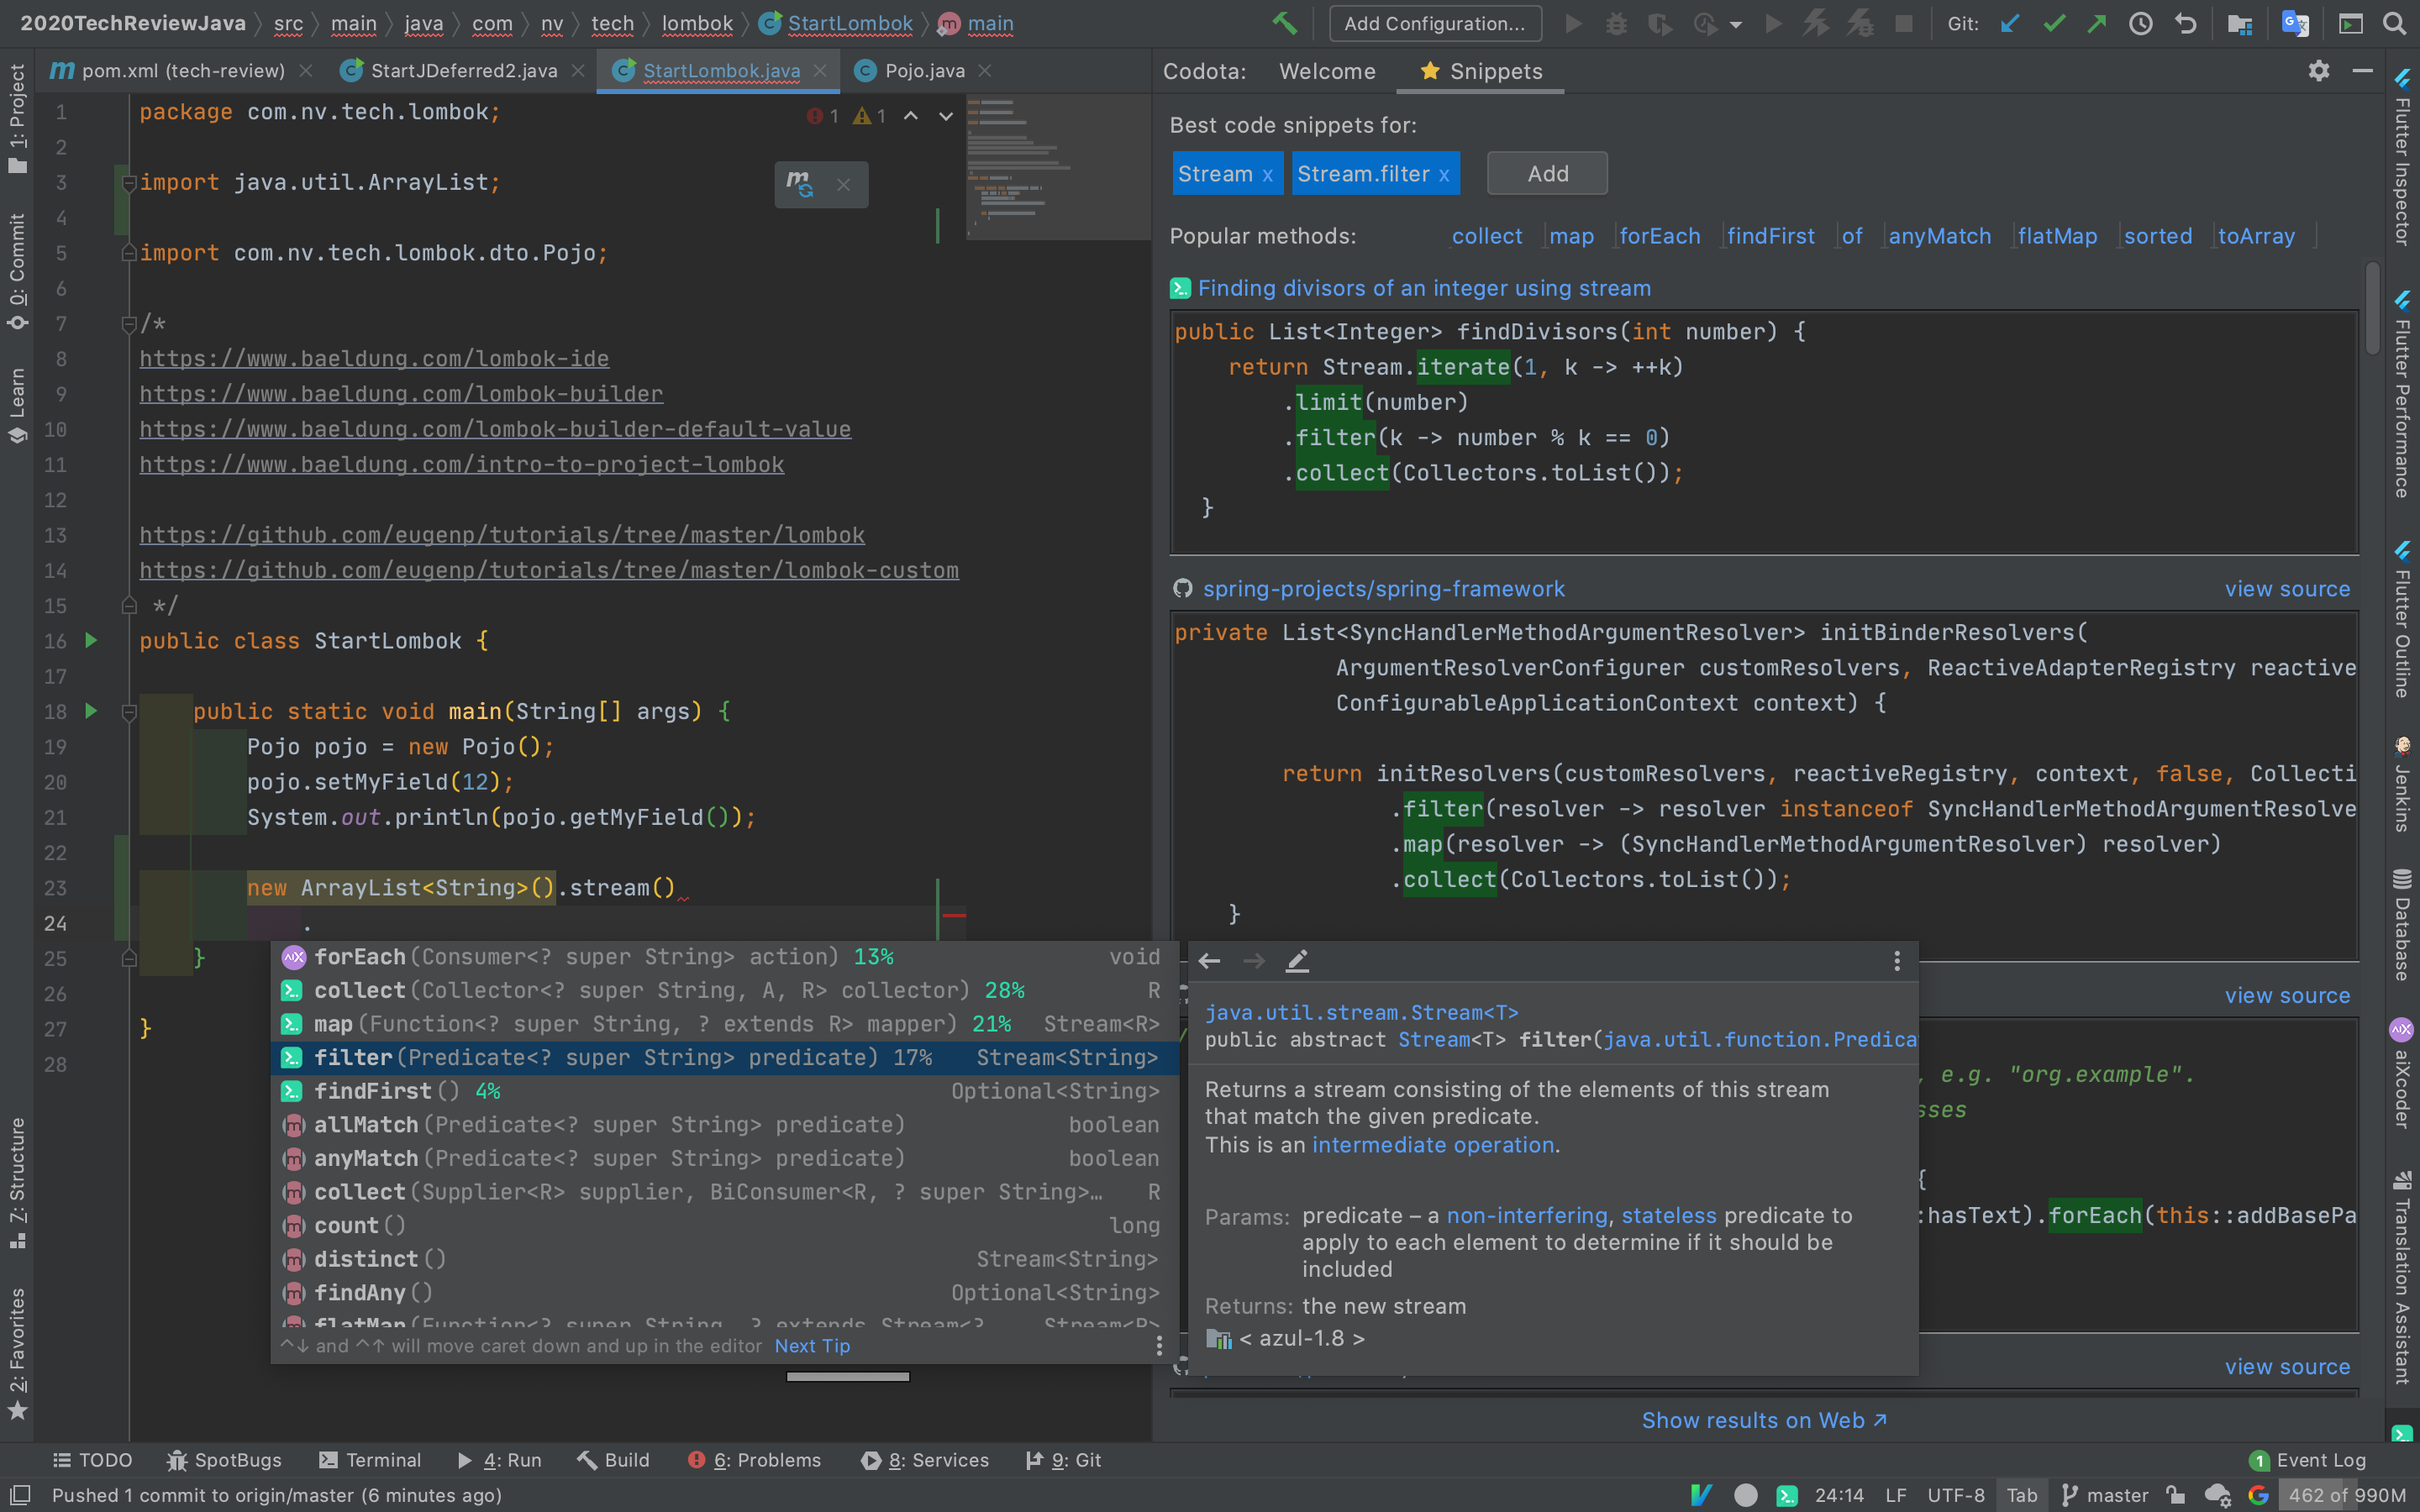 2020TechReviewJava src main java com nv tech lombok StartLombok main
Add Configuration...
Git:
pom.xml (tech-review)
StartJDeferred2.java
StartLombok.java
Pojo.java
Codota:
Welcome
Snippets
1: Project
0: Commit
Learn
7: Structure
2: Favorites
1 package com.nv.tech.lombok;
1 1
2
3 import java.util.ArrayList;
4
5 import com.nv.tech.lombok.dto.Pojo;
6
7 /*
8 https://www.baeldung.com/lombok-ide
9 https://www.baeldung.com/lombok-builder
10 https://www.baeldung.com/lombok-builder-default-value
11 https://www.baeldung.com/intro-to-project-lombok
12
13 https://github.com/eugenp/tutorials/tree/master/lombok
14 https://github.com/eugenp/tutorials/tree/master/lombok-custom
15 */
16 public class StartLombok {
17
18 public static void main(String[] args) {
19 Pojo pojo = new Pojo();
20 pojo.setMyField(12);
21 System.out.println(pojo.getMyField());
22
23 new ArrayList<String>().stream()
24 .
25 }
26
27 }
28
forEach(Consumer<? super String> action) 13% void
collect(Collector<? super String, A, R> collector) 28% R
map(Function<? super String, ? extends R> mapper) 21% Stream<R>
filter(Predicate<? super String> predicate) 17% Stream<String>
findFirst() 4% Optional<String>
allMatch(Predicate<? super String> predicate) boolean
anyMatch(Predicate<? super String> predicate) boolean
collect(Supplier<R> supplier, BiConsumer<R, ? super String>… R
count() long
distinct() Stream<String>
findAny() Optional<String>
flatMap(Function<? super String, ? extends Stream<? Stream<R>
^↓ and ^↑ will move caret down and up in the editor Next Tip
Best code snippets for:
Stream x
Stream.filter x
Add
Popular methods: collect map forEach findFirst of anyMatch flatMap sorted toArray
Finding divisors of an integer using stream
public List<Integer> findDivisors(int number) {
return Stream.iterate(1, k -> ++k)
.limit(number)
.filter(k -> number % k == 0)
.collect(Collectors.toList());
}
spring-projects/spring-framework
view source
private List<SyncHandlerMethodArgumentResolver> initBinderResolvers(
ArgumentResolverConfigurer customResolvers, ReactiveAdapterRegistry reactive
ConfigurableApplicationContext context) {
return initResolvers(customResolvers, reactiveRegistry, context, false, Collecti
.filter(resolver -> resolver instanceof SyncHandlerMethodArgumentResolve
.map(resolver -> (SyncHandlerMethodArgumentResolver) resolver)
.collect(Collectors.toList());
}
view source
java.util.stream.Stream<T>
public abstract Stream<T> filter(java.util.function.Predica
Returns a stream consisting of the elements of this stream
that match the given predicate.
This is an intermediate operation.
Params: predicate – a non-interfering, stateless predicate to
apply to each element to determine if it should be
included
Returns: the new stream
< azul-1.8 >
, e.g. "org.example".
sses
{
:hasText).forEach(this::addBasePa
view source
Show results on Web ↗
Flutter Inspector
Flutter Performance
Flutter Outline
Jenkins
Database
aiXcoder
Translation Assistant
TODO
SpotBugs
Terminal
4: Run
Build
6: Problems
8: Services
9: Git
1 Event Log
Pushed 1 commit to origin/master (6 minutes ago)
24:14 LF UTF-8 Tab master 462 of 990M